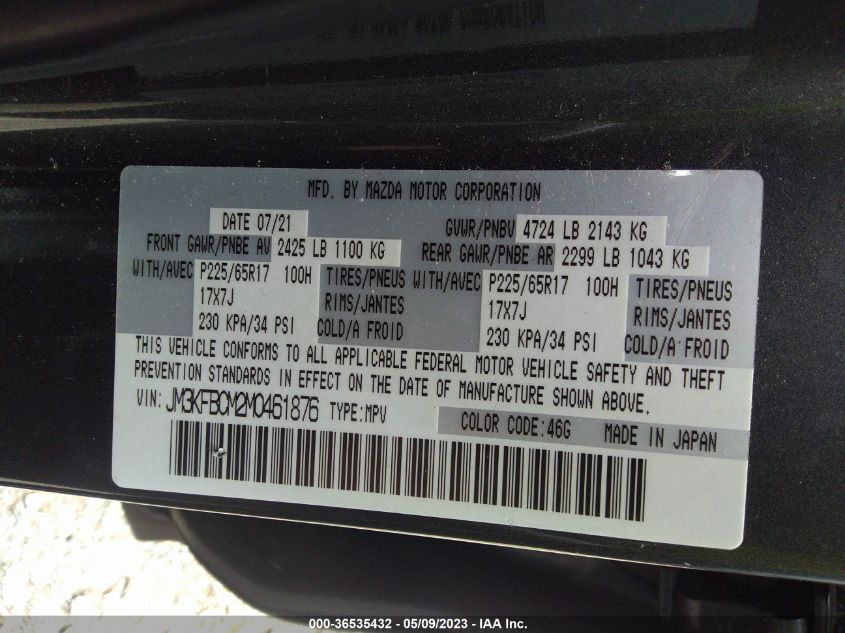 MFD. BY MAZDA MOTOR CORPORATION
DATE 07/21 GVWR/PNBV 4724 LB 2143 KG
FRONT GAWR/PNBE AV 2425 LB 1100 KG REAR GAWR/PNBE AR 2299 LB 1043 KG
WITH/AVEC P225/65R17 100H TIRES/PNEUS WITH/AVEC P225/65R17 100H TIRES/PNEUS
17X7J RIMS/JANTES 17X7J RIMS/JANTES
230 KPA/34 PSI COLD/A FROID 230 KPA/34 PSI COLD/A FROID
THIS VEHICLE CONFORMS TO ALL APPLICABLE FEDERAL MOTOR VEHICLE SAFETY AND THEFT
PREVENTION STANDARDS IN EFFECT ON THE DATE OF MANUFACTURE SHOWN ABOVE.
VIN: JM3KFBCM2M0461876 TYPE:MPV COLOR CODE:46G MADE IN JAPAN
000-36535432 - 05/09/2023 - IAA Inc.